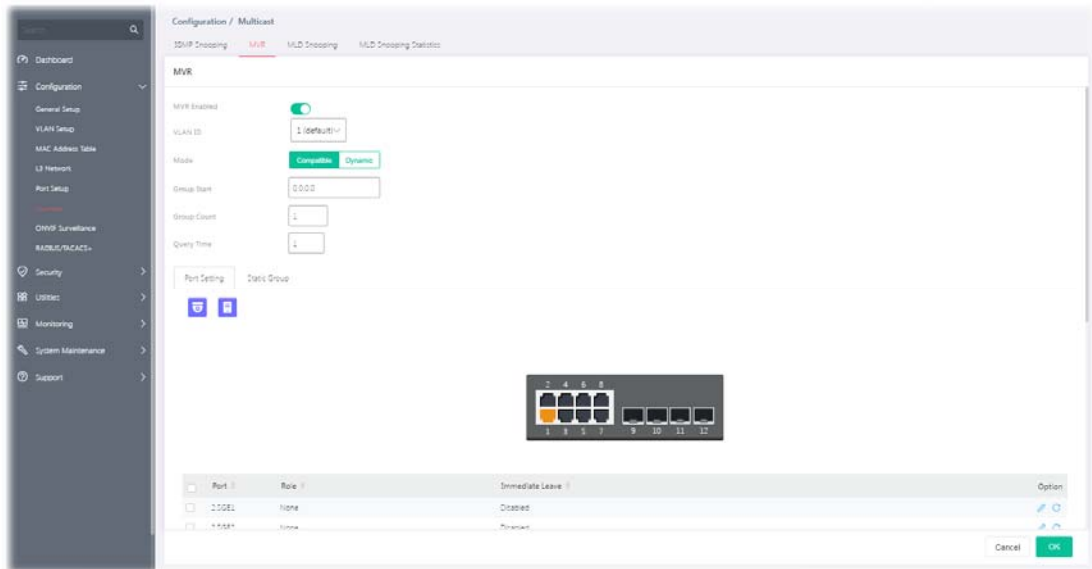 Search
Dashboard
Configuration
General Setup
VLAN Setup
MAC Address Table
L3 Network
Port Setup
ONVIF Surveillance
RADIUS/TACACS+
Security
Utilities
Monitoring
System Maintenance
Support
Configuration / Multicast
IGMP Snooping MVR MLD Snooping MLD Snooping Statistics
MVR
MVR Enabled
VLAN ID 1 (default)
Mode Compatible Dynamic
Group Start 0.0.0.0
Group Count 1
Query Time 1
Port Setting Static Group
2 4 6 8
1 3 5 7 9 10 11 12
Port Role Immediate Leave Option
2.5GE1 None Disabled
None Disabled
Cancel OK